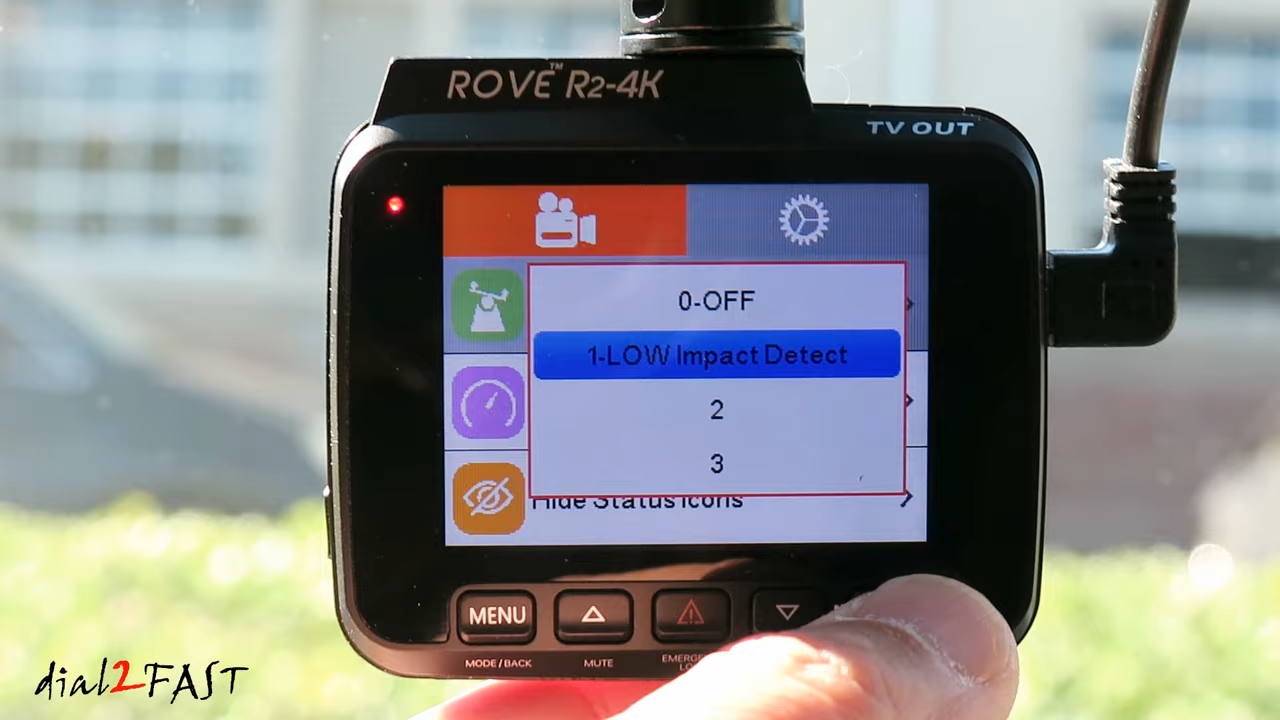 ROVE™ R2-4K
TV OUT
0-OFF
1-LOW Impact Detect
2
3
Hide Status Icons
MENU
MODE/BACK
MUTE
dial2FAST